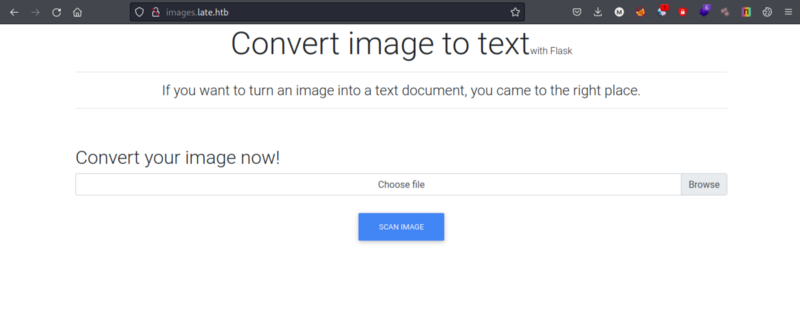 images.late.htb
Convert image to text with Flask
If you want to turn an image into a text document, you came to the right place.
Convert your image now!
Choose file Browse
SCAN IMAGE